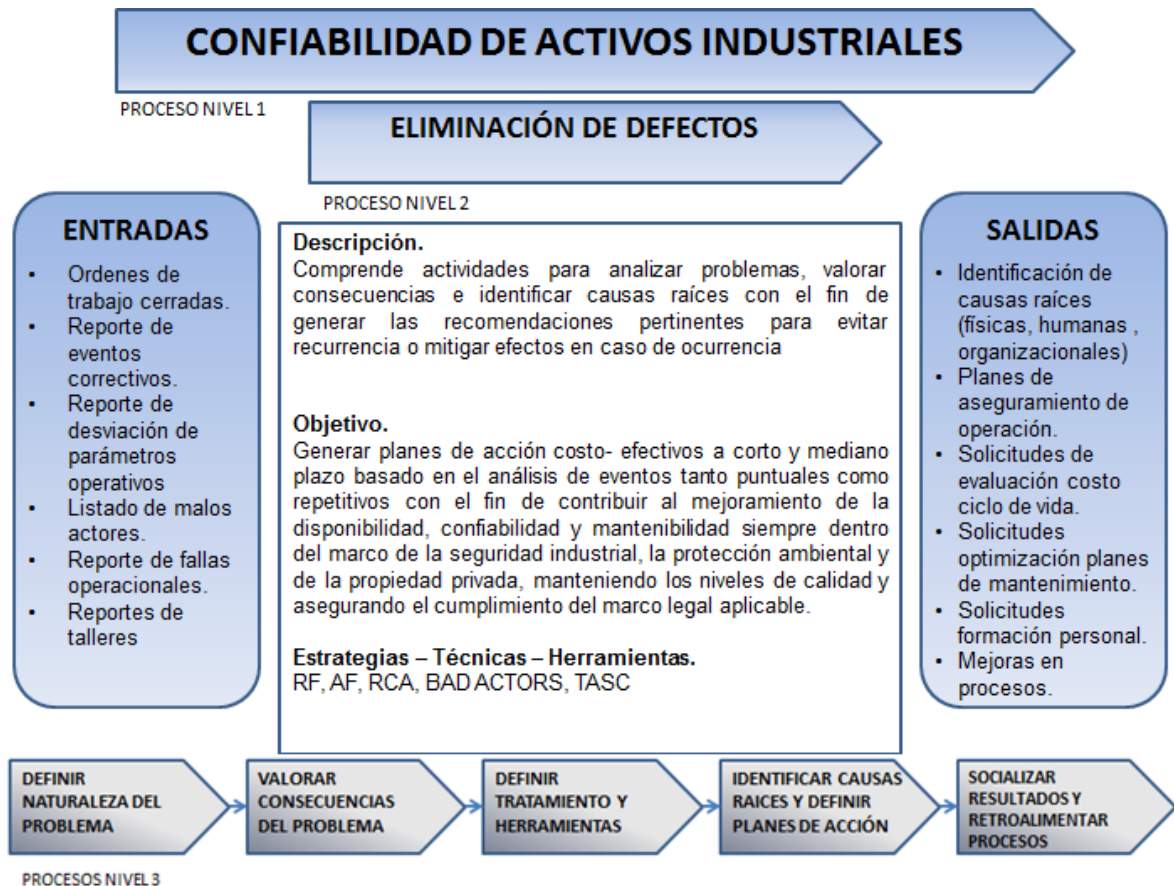 CONFIABILIDAD DE ACTIVOS INDUSTRIALES
PROCESO NIVEL 1
ELIMINACIÓN DE DEFECTOS
PROCESO NIVEL 2
ENTRADAS
• Ordenes de
trabajo cerradas.
• Reporte de
eventos
correctivos.
• Reporte de
desviación de
parámetros
operativos
• Listado de malos
actores.
• Reporte de fallas
operacionales.
• Reportes de
talleres
Descripción.
Comprende actividades para analizar problemas, valorar
consecuencias e identificar causas raíces con el fin de
generar las recomendaciones pertinentes para evitar
recurrencia o mitigar efectos en caso de ocurrencia
Objetivo.
Generar planes de acción costo- efectivos a corto y mediano
plazo basado en el análisis de eventos tanto puntuales como
repetitivos con el fin de contribuir al mejoramiento de la
disponibilidad, confiabilidad y mantenibilidad siempre dentro
del marco de la seguridad industrial, la protección ambiental y
de la propiedad privada, manteniendo los niveles de calidad y
asegurando el cumplimiento del marco legal aplicable.
Estrategias – Técnicas – Herramientas.
RF, AF, RCA, BAD ACTORS, TASC
SALIDAS
• Identificación de
causas raíces
(físicas, humanas ,
organizacionales)
• Planes de
aseguramiento de
operación.
• Solicitudes de
evaluación costo
ciclo de vida.
• Solicitudes
optimización planes
de mantenimiento.
• Solicitudes
formación personal.
• Mejoras en
procesos.
DEFINIR
NATURALEZA DEL
PROBLEMA
VALORAR
CONSECUENCIAS
DEL PROBLEMA
DEFINIR
TRATAMIENTO Y
HERRAMIENTAS
IDENTIFICAR CAUSAS
RAICES Y DEFINIR
PLANES DE ACCIÓN
SOCIALIZAR
RESULTADOS Y
RETROALIMENTAR
PROCESOS
PROCESOS NIVEL 3